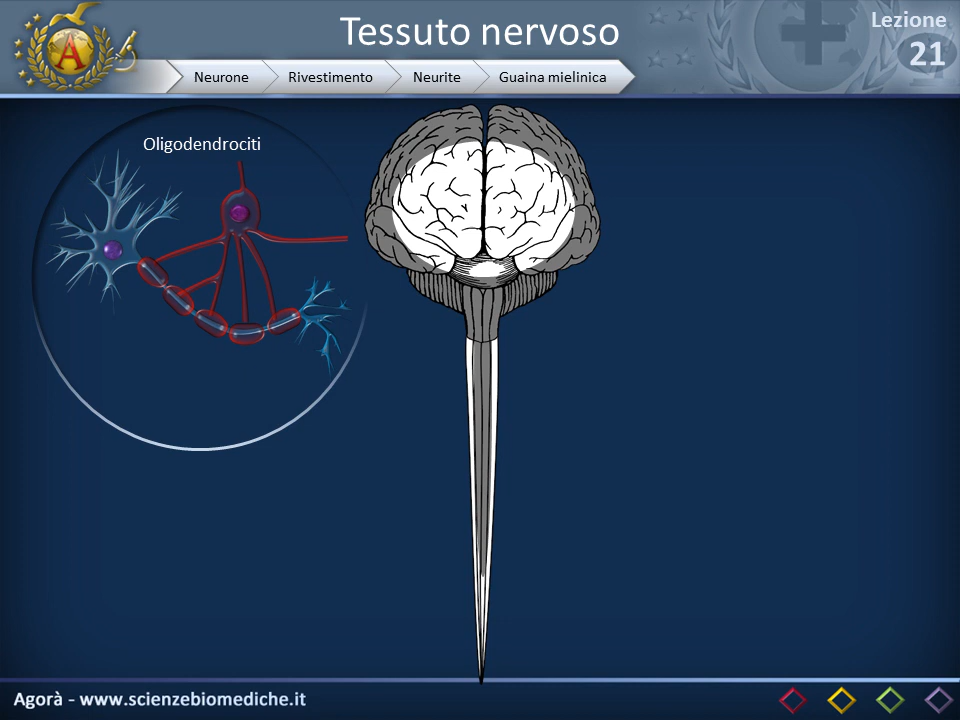 Tessuto nervoso
Lezione
21
A
Neurone
Rivestimento
Neurite
Guaina mielinica
Oligodendrociti
Agorà - www.scienzebiomediche.it